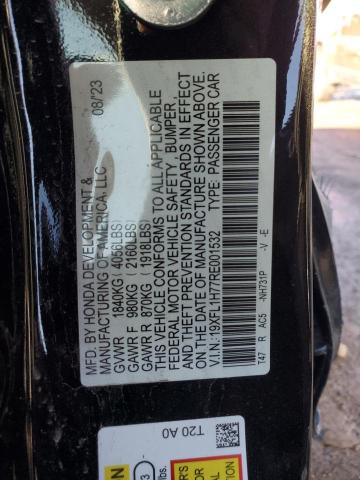 MFD. BY HONDA DEVELOPMENT & 08/'23
MANUFACTURING OF AMERICA, LLC
GVWR 1840KG ( 4056LBS)
GAWR F 980KG ( 2160LBS)
GAWR R 870KG ( 1918LBS)
THIS VEHICLE CONFORMS TO ALL APPLICABLE
FEDERAL MOTOR VEHICLE SAFETY, BUMPER,
AND THEFT PREVENTION STANDARDS IN EFFECT
ON THE DATE OF MANUFACTURE SHOWN ABOVE.
V.I.N.:19XFL1H77RE001532 TYPE: PASSENGER CAR
T47 R AC5 -NH731P -V -E
T20 A0